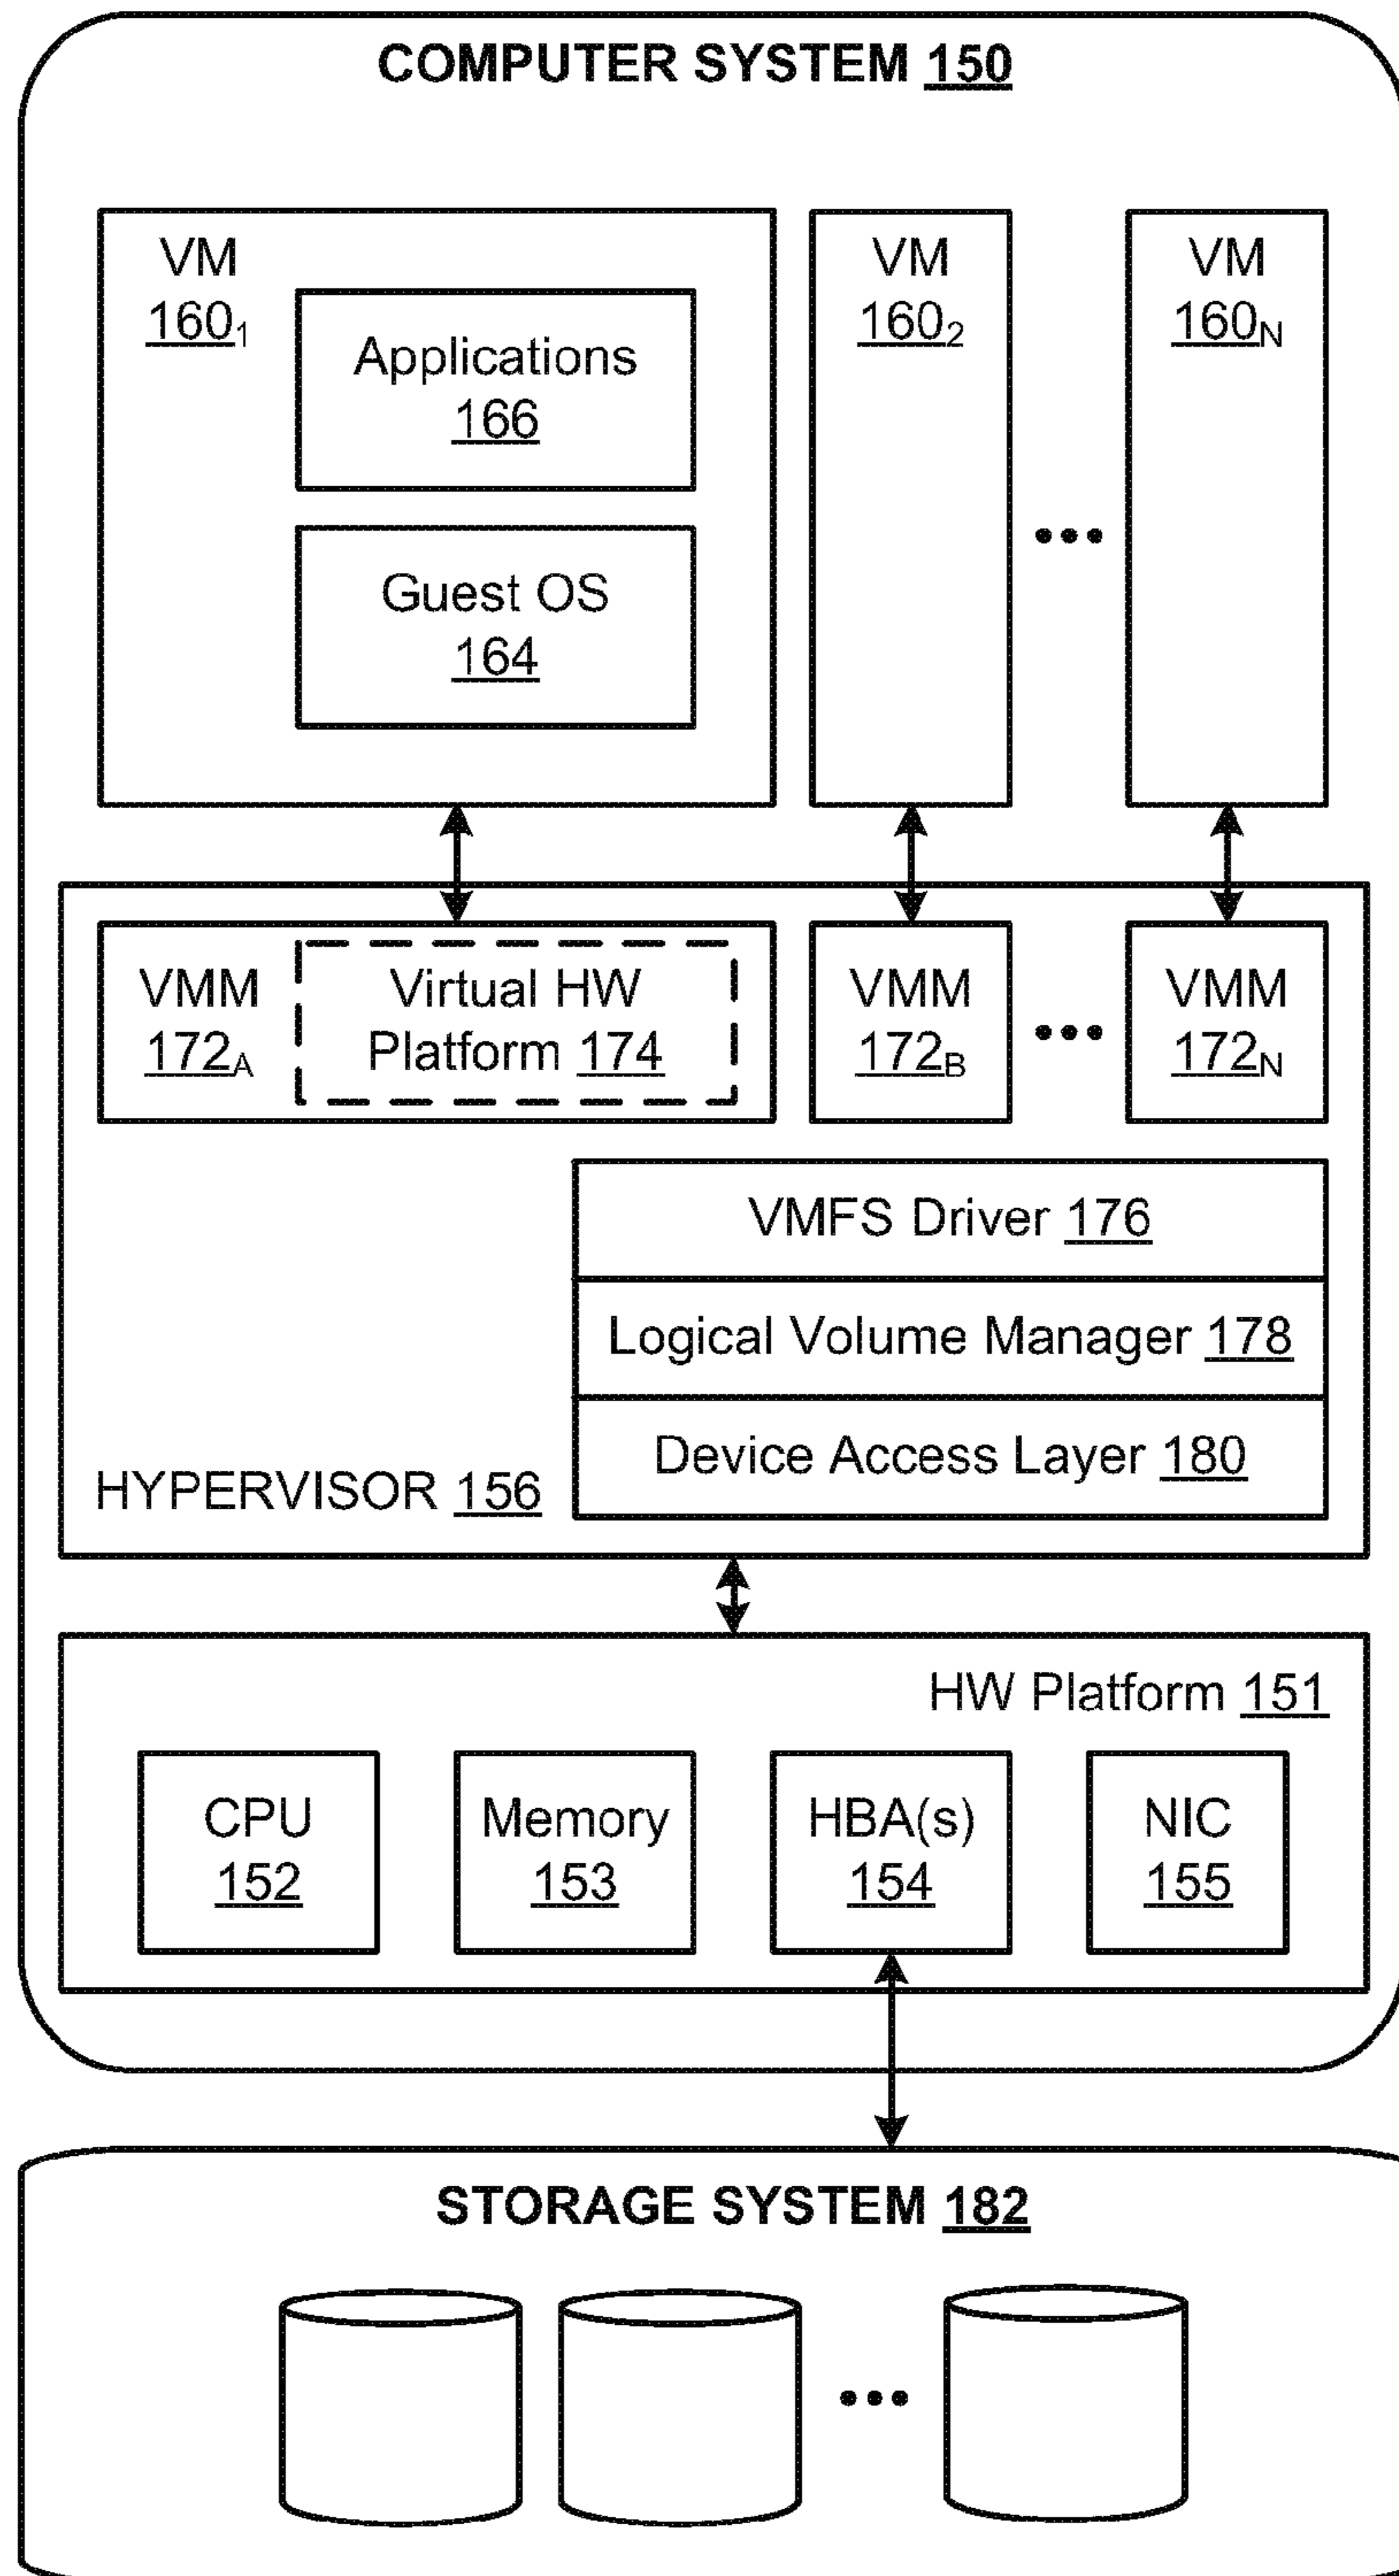 COMPUTER SYSTEM 150
VM
160₁
Applications
166
Guest OS
164
VM
160₂
•••
VM
160N
VMM
172A
Virtual HW
Platform 174
VMM
172B
•••
VMM
172N
VMFS Driver 176
Logical Volume Manager 178
Device Access Layer 180
HYPERVISOR 156
HW Platform 151
CPU
152
Memory
153
HBA(s)
154
NIC
155
STORAGE SYSTEM 182
•••